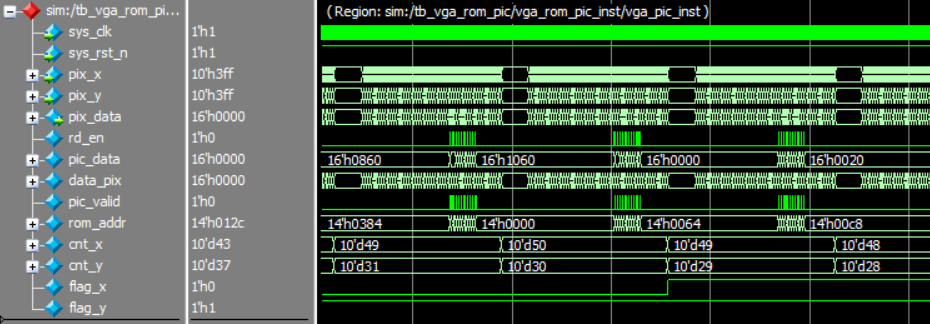 sim:/tb_vga_rom_pi... (Region: sim:/tb_vga_rom_pic/vga_rom_pic_inst/vga_pic_inst)
sys_clk 1'h1
sys_rst_n 1'h1
pix_x 10'h3ff
pix_y 10'h3ff
pix_data 16'h0000
rd_en 1'h0
pic_data 16'h0000 16'h0860 16'h1060 16'h0000 16'h0020
data_pix 16'h0000
pic_valid 1'h0
rom_addr 14'h012c 14'h0384 14'h0000 14'h0064 14'h00c8
cnt_x 10'd43 10'd49 10'd50 10'd49 10'd48
cnt_y 10'd37 10'd31 10'd30 10'd29 10'd28
flag_x 1'h0
flag_y 1'h1